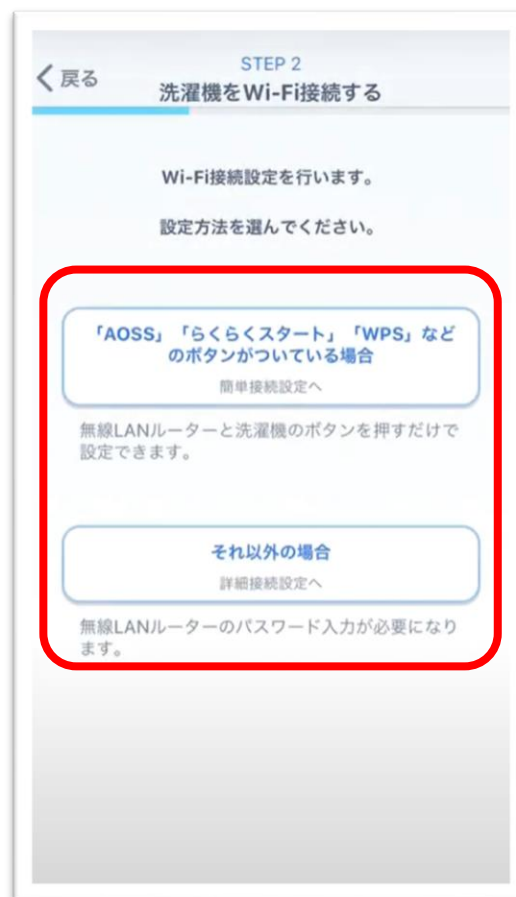 戻る
STEP 2
洗濯機をWi-Fi接続する
Wi-Fi接続設定を行います。
設定方法を選んでください。
「AOSS」「らくらくスタート」「WPS」など
のボタンがついている場合
簡単接続設定へ
無線LANルーターと洗濯機のボタンを押すだけで
設定できます。
それ以外の場合
詳細接続設定へ
無線LANルーターのパスワード入力が必要になり
ます。